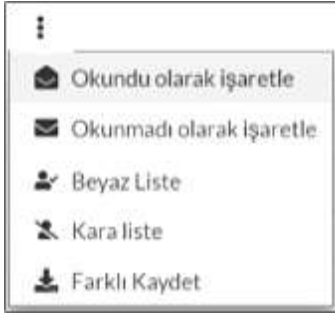 Okundu olarak işaretle
Okunmadı olarak işaretle
Beyaz Liste
Kara liste
Farklı Kaydet